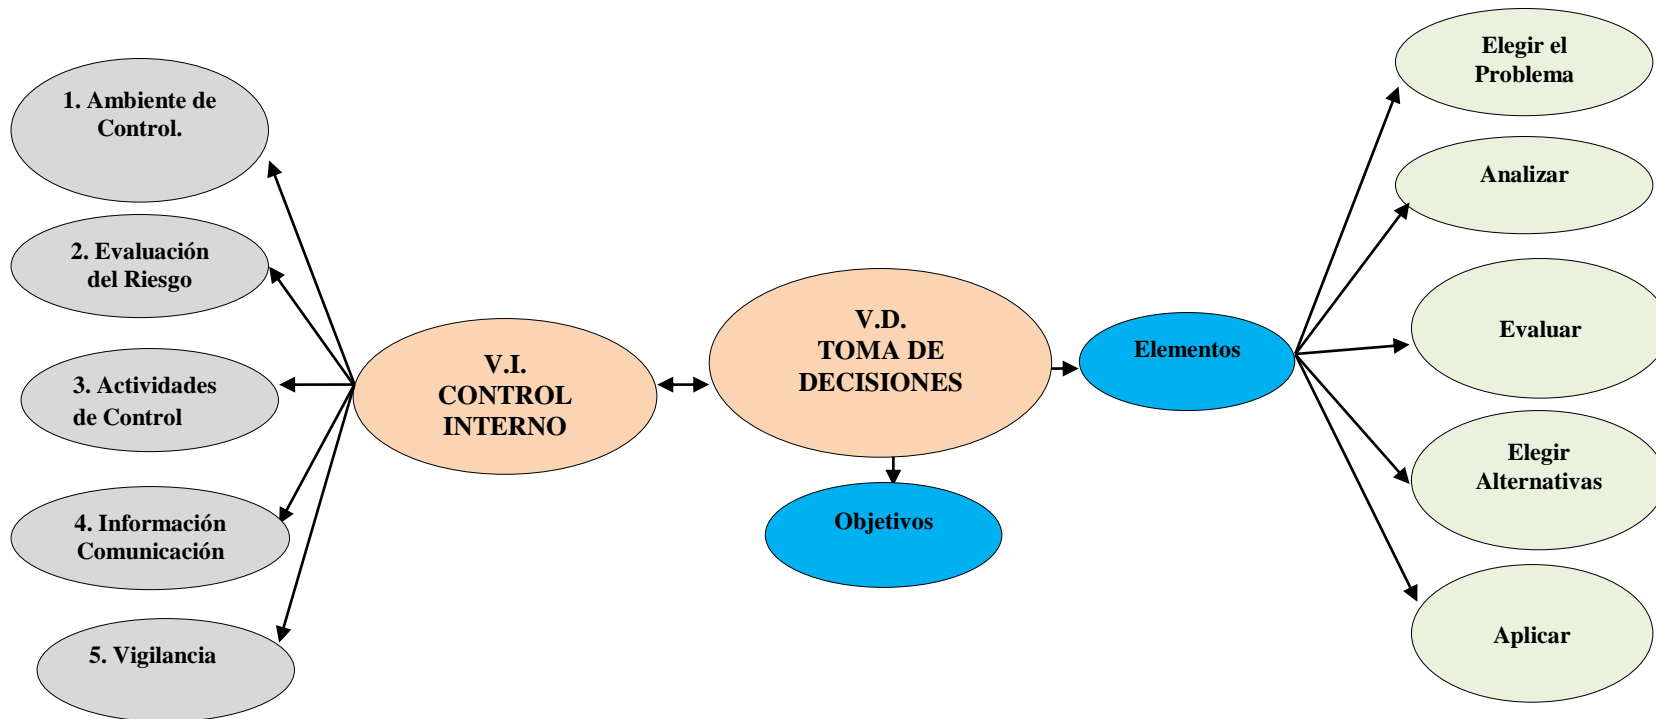 1. Ambiente de
Control.
2. Evaluación
del Riesgo
3. Actividades
de Control
4. Información
Comunicación
5. Vigilancia
V.I.
CONTROL
INTERNO
V.D.
TOMA DE
DECISIONES
Objetivos
Elementos
Elegir el
Problema
Analizar
Evaluar
Elegir
Alternativas
Aplicar